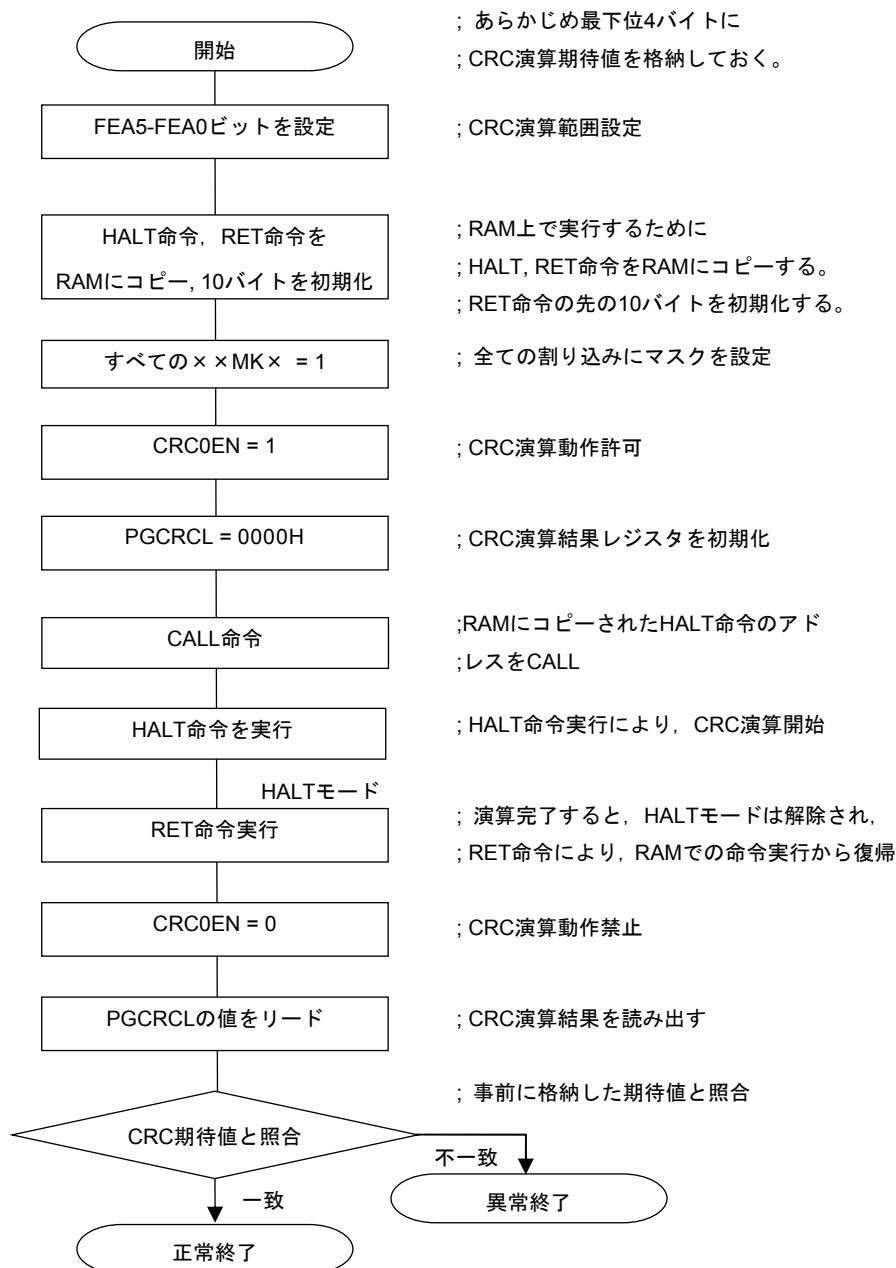 開始
; あらかじめ最下位4バイトに
; CRC演算期待値を格納しておく。
FEA5-FEA0ビットを設定
; CRC演算範囲設定
HALT命令，RET命令を
RAMにコピー, 10バイトを初期化
; RAM上で実行するために
; HALT, RET命令をRAMにコピーする。
; RET命令の先の10バイトを初期化する。
すべての××MK× = 1
; 全ての割り込みにマスクを設定
CRC0EN = 1
; CRC演算動作許可
PGCRCL = 0000H
; CRC演算結果レジスタを初期化
CALL命令
;RAMにコピーされたHALT命令のアド
;レスをCALL
HALT命令を実行
; HALT命令実行により，CRC演算開始
HALTモード
RET命令実行
; 演算完了すると，HALTモードは解除され，
; RET命令により，RAMでの命令実行から復帰
CRC0EN = 0
; CRC演算動作禁止
PGCRCLの値をリード
; CRC演算結果を読み出す
; 事前に格納した期待値と照合
CRC期待値と照合
不一致
一致
異常終了
正常終了